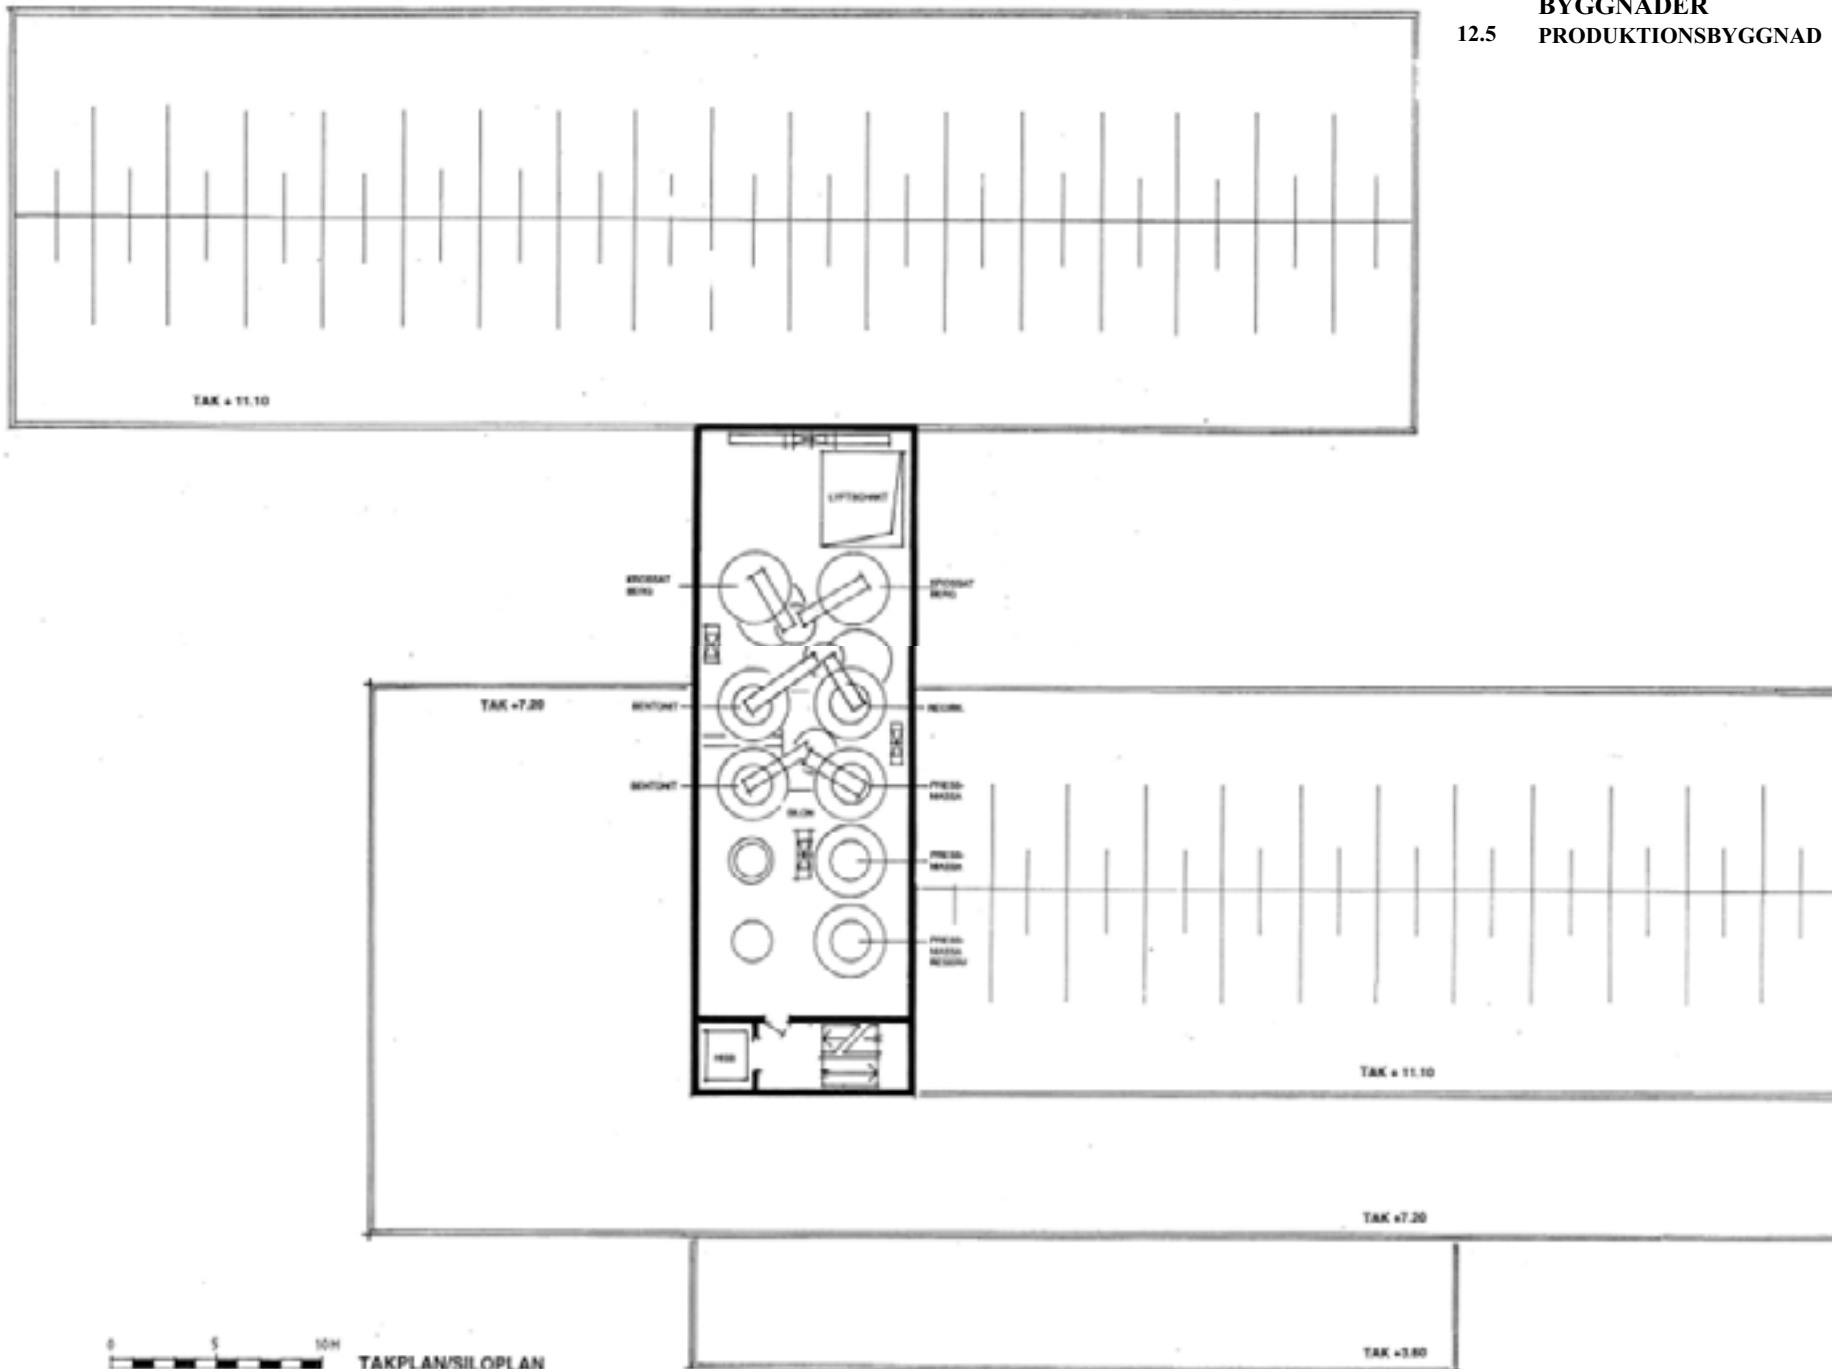 BYGGNADER
12.5 PRODUKTIONSBYGGNAD
TAK + 11.10
LYFTSCHAKT
KROSSAT
BERG
KROSSAT
BERG
TAK +7.20
BENTONIT
BENTONIT
PRESS-
MASSA
SILOR
PRESS-
MASSA
PRESS-
MASSA
RESERV
HISS
TAK + 11.10
TAK +7.20
0 5 10M
TAKPLAN/SILOPLAN
TAK +3.60